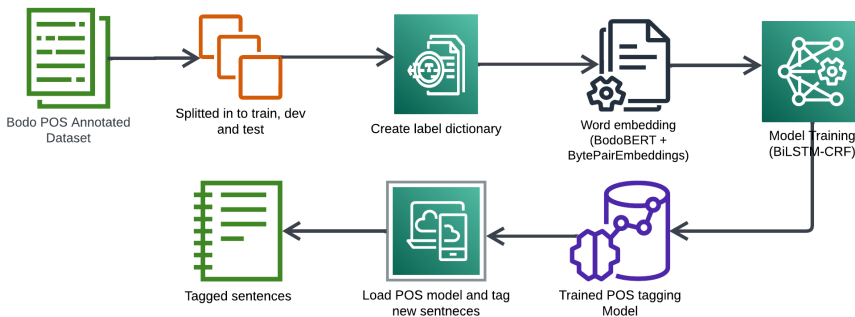 Bodo POS Annotated
Dataset
Splitted in to train, dev
and test
Create label dictionary
Word embedding
(BodoBERT +
BytePairEmbeddings)
Model Training
(BiLSTM-CRF)
Tagged sentences
Load POS model and tag
new sentneces
Trained POS tagging
Model